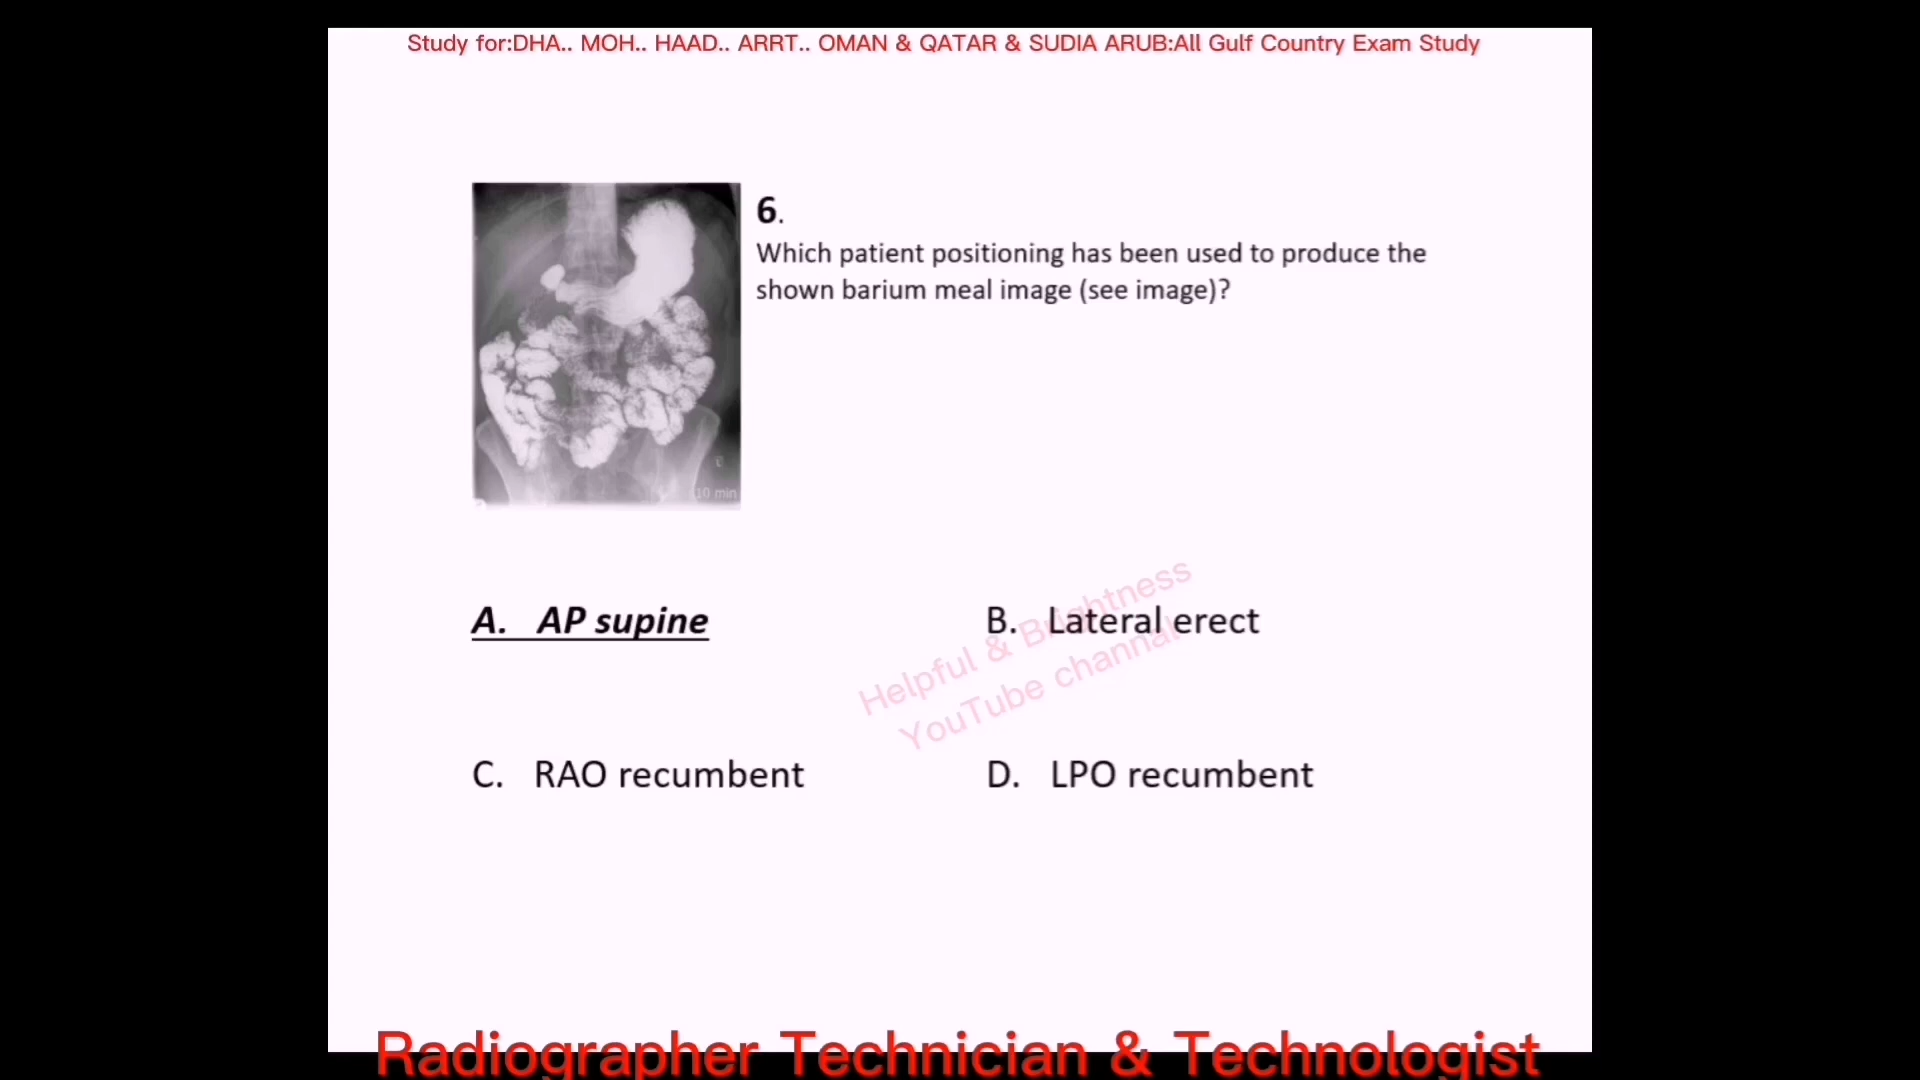 Study for:DHA.. MOH.. HAAD.. ARRT.. OMAN & QATAR & SUDIA ARUB:All Gulf Country Exam Study
6.
Which patient positioning has been used to produce the
shown barium meal image (see image)?
10 min
A. AP supine
B. Lateral erect
Helpful & Brightness
YouTube channal
C. RAO recumbent
D. LPO recumbent
Radiographer Technician & Technologist